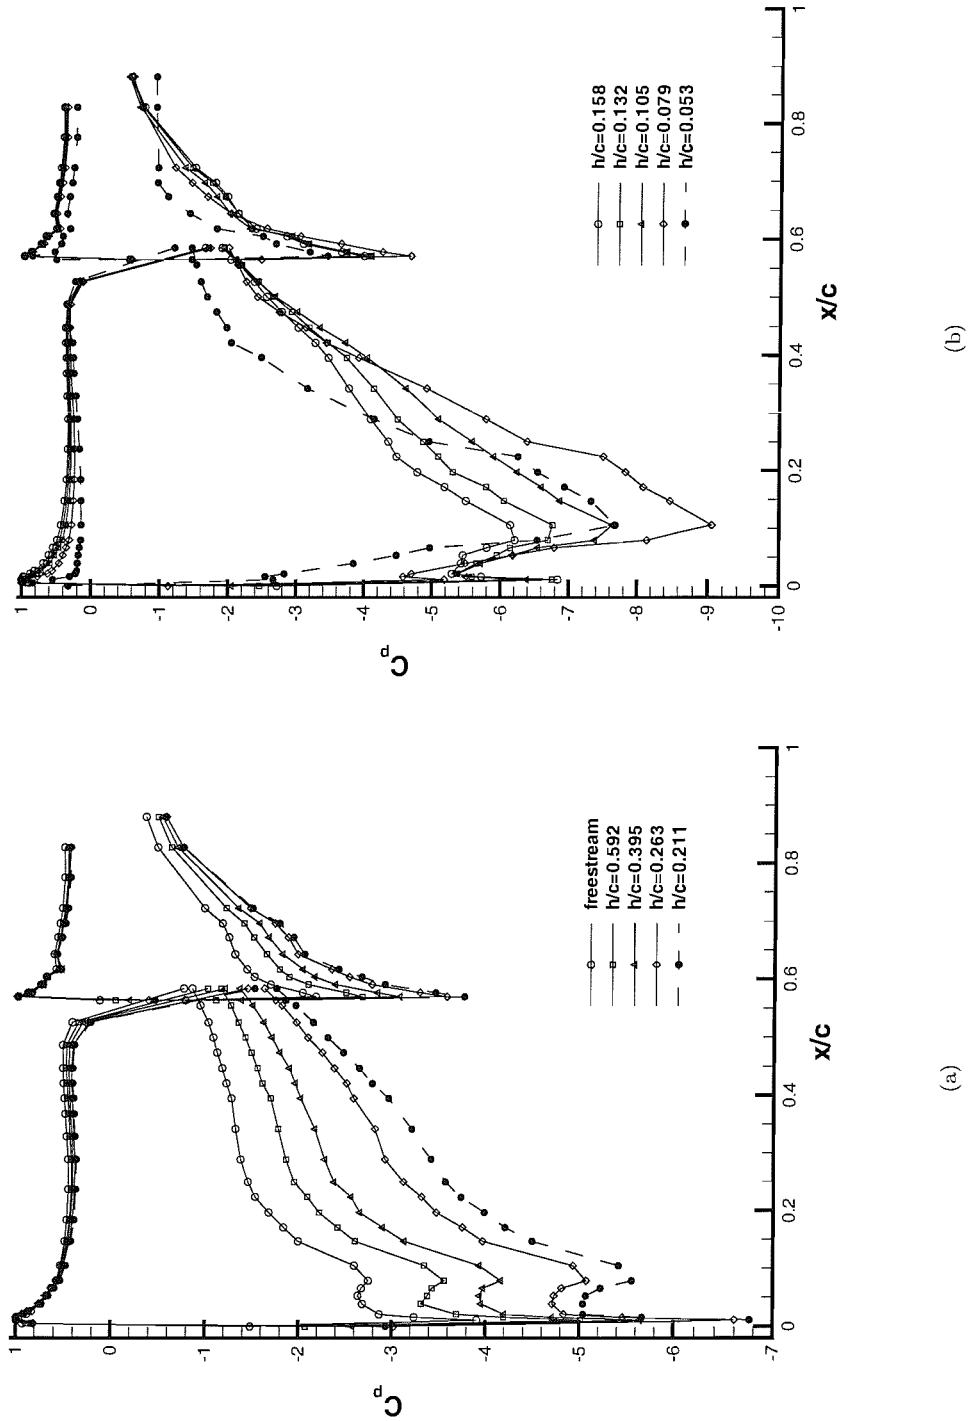 1
0
-1
-2
-3
-4
-5
-6
-7
-8
-9
-10
C_p
0
0.2
0.4
0.6
0.8
1
x/c
h/c=0.158
h/c=0.132
h/c=0.105
h/c=0.079
h/c=0.053
(b)
1
0
-1
-2
-3
-4
-5
-6
-7
C_p
0
0.2
0.4
0.6
0.8
1
x/c
freestream
h/c=0.592
h/c=0.395
h/c=0.263
h/c=0.211
(a)